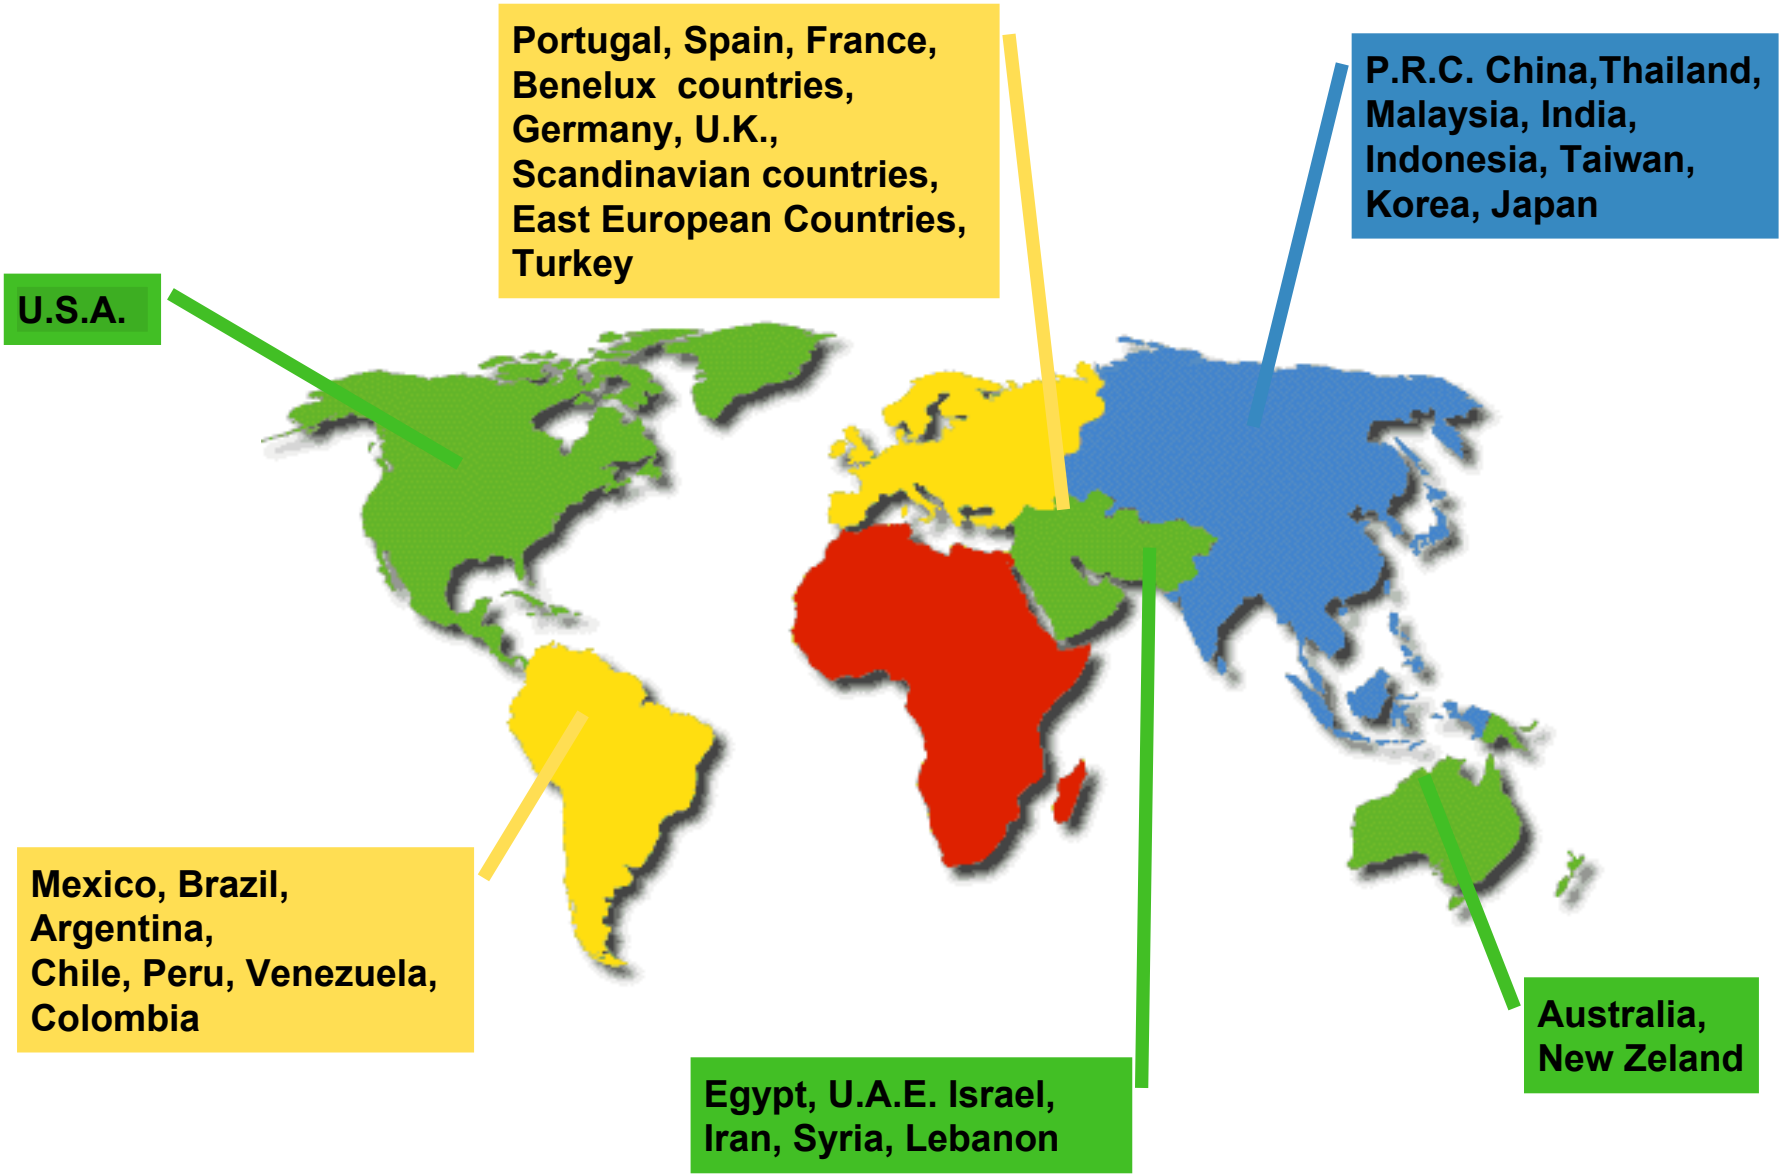 Portugal, Spain, France,
Benelux countries,
Germany, U.K.,
Scandinavian countries,
East European Countries,
Turkey
P.R.C. China,Thailand,
Malaysia, India,
Indonesia, Taiwan,
Korea, Japan
U.S.A.
Mexico, Brazil,
Argentina,
Chile, Peru, Venezuela,
Colombia
Australia,
New Zeland
Egypt, U.A.E. Israel,
Iran, Syria, Lebanon